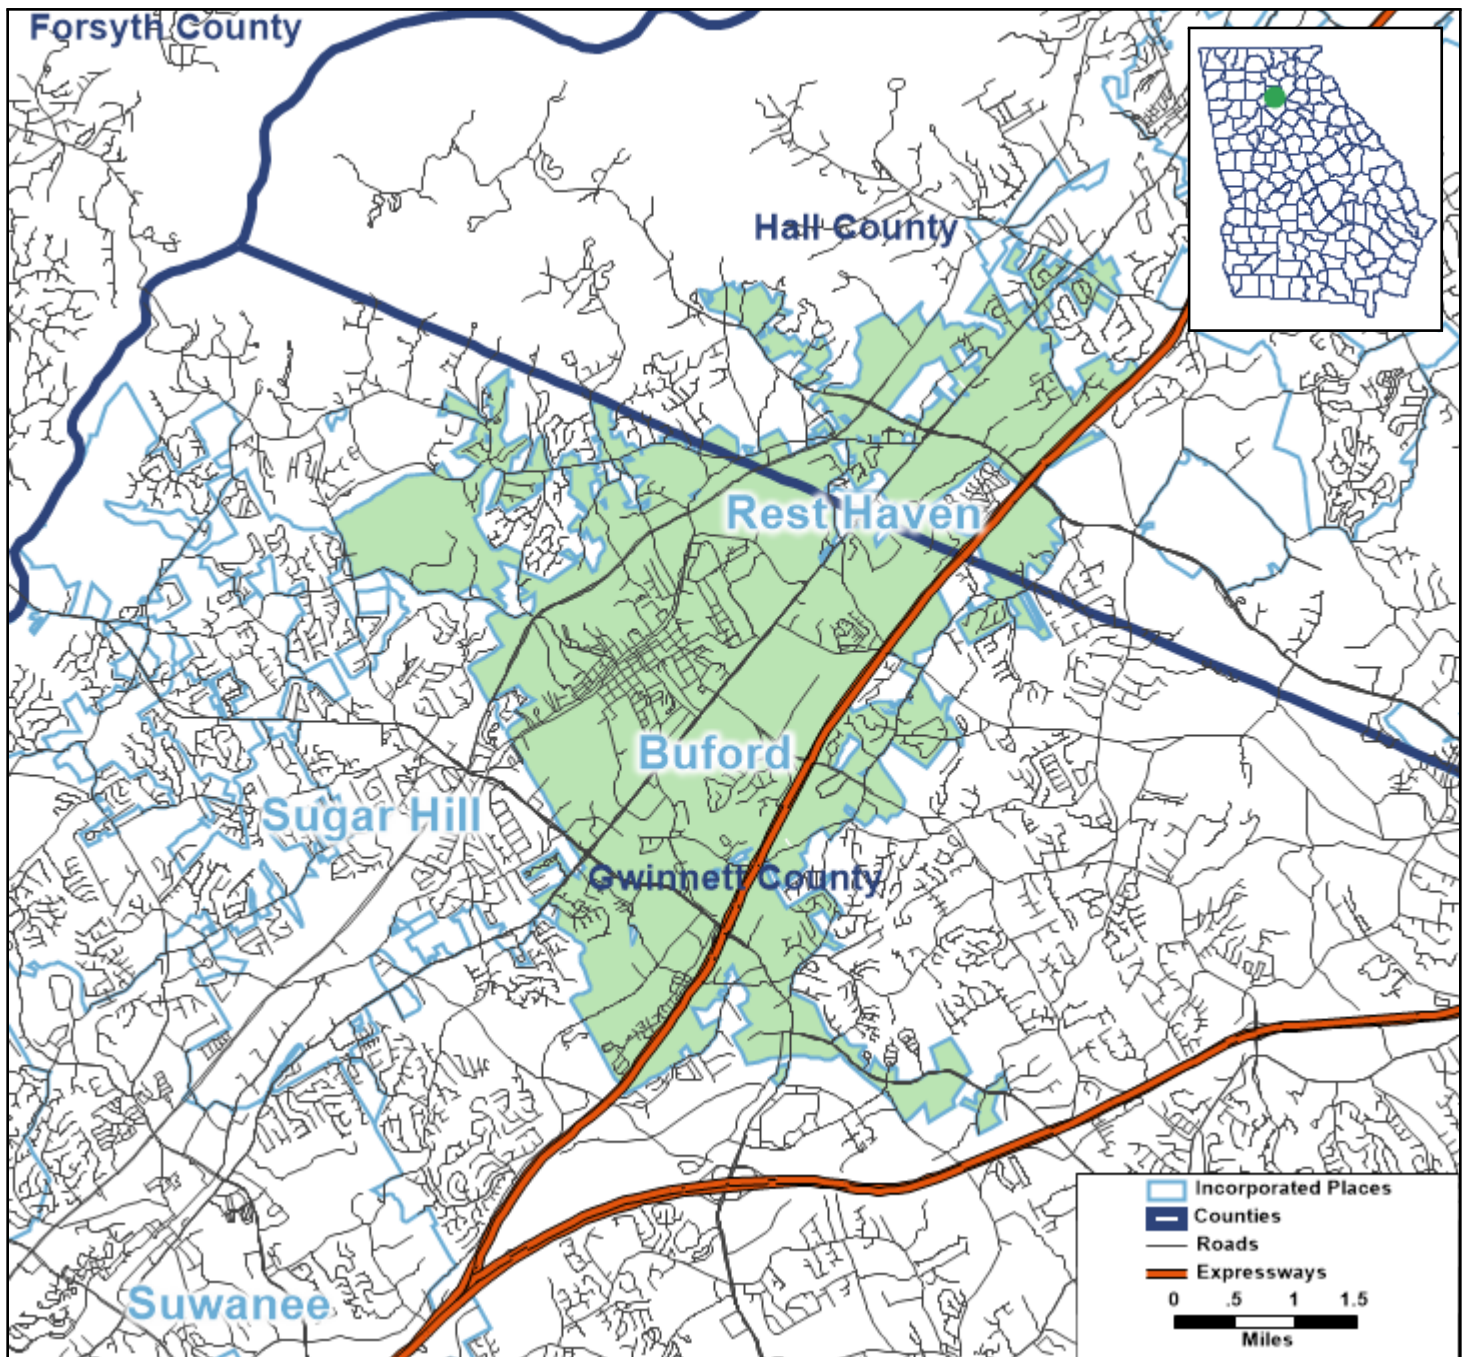 Forsyth County
Hall County
Rest Haven
Buford
Sugar Hill
Gwinnett County
Suwanee
Incorporated Places
Counties
Roads
Expressways
0 .5 1 1.5
Miles